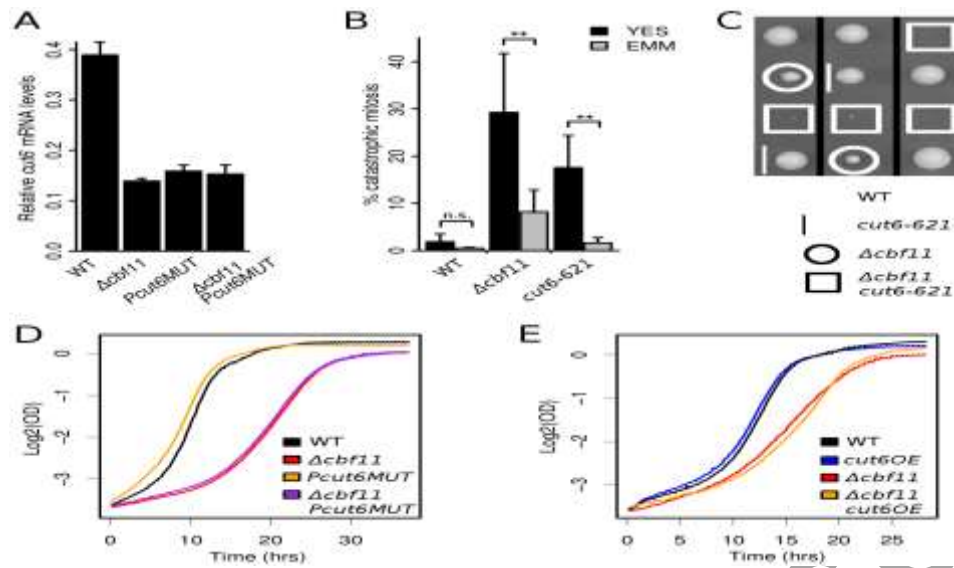 A
Relative cut6 mRNA levels
0.0
0.1
0.2
0.3
0.4
WT
Δcbf11
Pcut6MUT
Δcbf11
Pcut6MUT
B
% catastrophic mitosis
0
10
20
30
40
YES
EMM
n.s.
**
**
WT
Δcbf11
cut6-621
C
WT
cut6-621
Δcbf11
Δcbf11
cut6-621
D
Log2(OD)
0
-1
-2
-3
WT
Δcbf11
Pcut6MUT
Δcbf11
Pcut6MUT
0 10 20 30
Time (hrs)
E
Log2(OD)
0
-1
-2
-3
WT
cut6OE
Δcbf11
Δcbf11
cut6OE
0 5 10 15 20 25
Time (hrs)